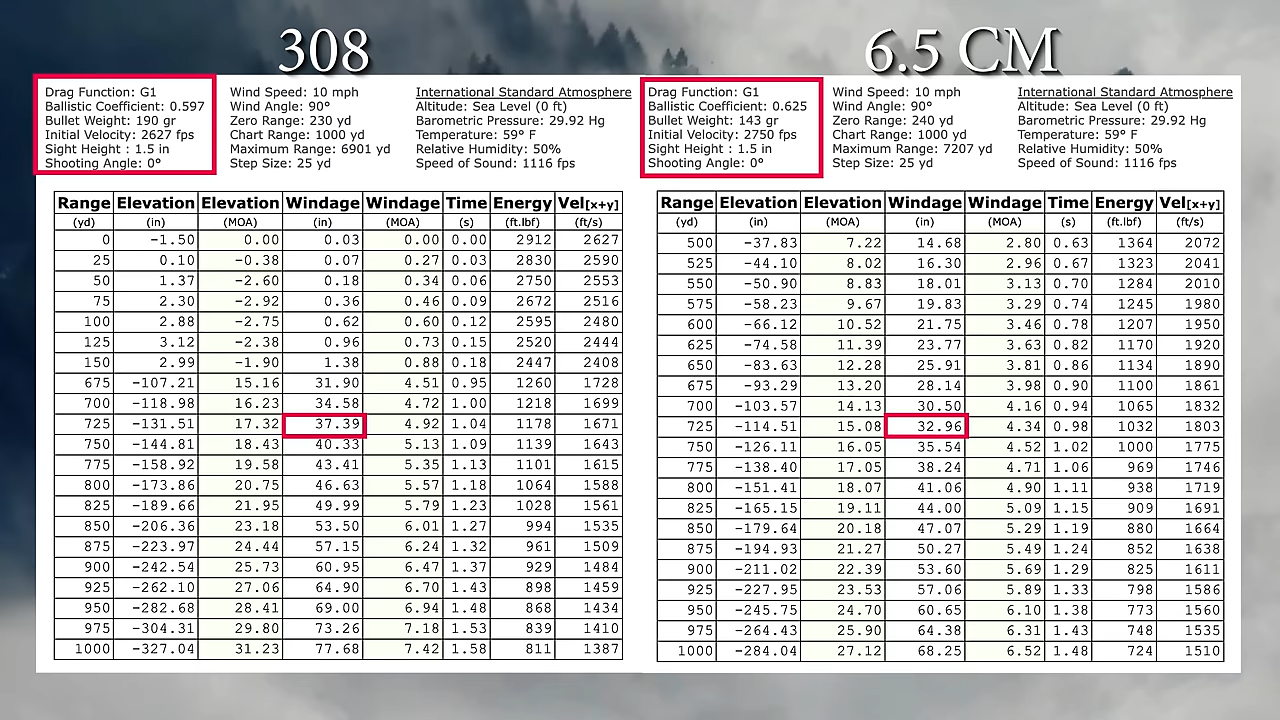 308
Drag Function: G1
Ballistic Coefficient: 0.597
Bullet Weight: 190 gr
Initial Velocity: 2627 fps
Sight Height : 1.5 in
Shooting Angle: 0°
Wind Speed: 10 mph
Wind Angle: 90°
Zero Range: 230 yd
Chart Range: 1000 yd
Maximum Range: 6901 yd
Step Size: 25 yd
International Standard Atmosphere
Altitude: Sea Level (0 ft)
Barometric Pressure: 29.92 Hg
Temperature: 59° F
Relative Humidity: 50%
Speed of Sound: 1116 fps
Range Elevation Elevation Windage Windage Time Energy Vel[x+y]
(yd) (in) (MOA) (in) (MOA) (s) (ft.lbf) (ft/s)
0 -1.50 0.00 0.03 0.00 0.00 2912 2627
25 0.10 -0.38 0.07 0.27 0.03 2830 2590
50 1.37 -2.60 0.18 0.34 0.06 2750 2553
75 2.30 -2.92 0.36 0.46 0.09 2672 2516
100 2.88 -2.75 0.62 0.60 0.12 2595 2480
125 3.12 -2.38 0.96 0.73 0.15 2520 2444
150 2.99 -1.90 1.38 0.88 0.18 2447 2408
675 -107.21 15.16 31.90 4.51 0.95 1260 1728
700 -118.98 16.23 34.58 4.72 1.00 1218 1699
725 -131.51 17.32 37.39 4.92 1.04 1178 1671
750 -144.81 18.43 40.33 5.13 1.09 1139 1643
775 -158.92 19.58 43.41 5.35 1.13 1101 1615
800 -173.86 20.75 46.63 5.57 1.18 1064 1588
825 -189.66 21.95 49.99 5.79 1.23 1028 1561
850 -206.36 23.18 53.50 6.01 1.27 994 1535
875 -223.97 24.44 57.15 6.24 1.32 961 1509
900 -242.54 25.73 60.95 6.47 1.37 929 1484
925 -262.10 27.06 64.90 6.70 1.43 898 1459
950 -282.68 28.41 69.00 6.94 1.48 868 1434
975 -304.31 29.80 73.26 7.18 1.53 839 1410
1000 -327.04 31.23 77.68 7.42 1.58 811 1387
6.5 CM
Drag Function: G1
Ballistic Coefficient: 0.625
Bullet Weight: 143 gr
Initial Velocity: 2750 fps
Sight Height : 1.5 in
Shooting Angle: 0°
Wind Speed: 10 mph
Wind Angle: 90°
Zero Range: 240 yd
Chart Range: 1000 yd
Maximum Range: 7207 yd
Step Size: 25 yd
International Standard Atmosphere
Altitude: Sea Level (0 ft)
Barometric Pressure: 29.92 Hg
Temperature: 59° F
Relative Humidity: 50%
Speed of Sound: 1116 fps
Range Elevation Elevation Windage Windage Time Energy Vel[x+y]
(yd) (in) (MOA) (in) (MOA) (s) (ft.lbf) (ft/s)
500 -37.83 7.22 14.68 2.80 0.63 1364 2072
525 -44.10 8.02 16.30 2.96 0.67 1323 2041
550 -50.90 8.83 18.01 3.13 0.70 1284 2010
575 -58.23 9.67 19.83 3.29 0.74 1245 1980
600 -66.12 10.52 21.75 3.46 0.78 1207 1950
625 -74.58 11.39 23.77 3.63 0.82 1170 1920
650 -83.63 12.28 25.91 3.81 0.86 1134 1890
675 -93.29 13.20 28.14 3.98 0.90 1100 1861
700 -103.57 14.13 30.50 4.16 0.94 1065 1832
725 -114.51 15.08 32.96 4.34 0.98 1032 1803
750 -126.11 16.05 35.54 4.52 1.02 1000 1775
775 -138.40 17.05 38.24 4.71 1.06 969 1746
800 -151.41 18.07 41.06 4.90 1.11 938 1719
825 -165.15 19.11 44.00 5.09 1.15 909 1691
850 -179.64 20.18 47.07 5.29 1.19 880 1664
875 -194.93 21.27 50.27 5.49 1.24 852 1638
900 -211.02 22.39 53.60 5.69 1.29 825 1611
925 -227.95 23.53 57.06 5.89 1.33 798 1586
950 -245.75 24.70 60.65 6.10 1.38 773 1560
975 -264.43 25.90 64.38 6.31 1.43 748 1535
1000 -284.04 27.12 68.25 6.52 1.48 724 1510